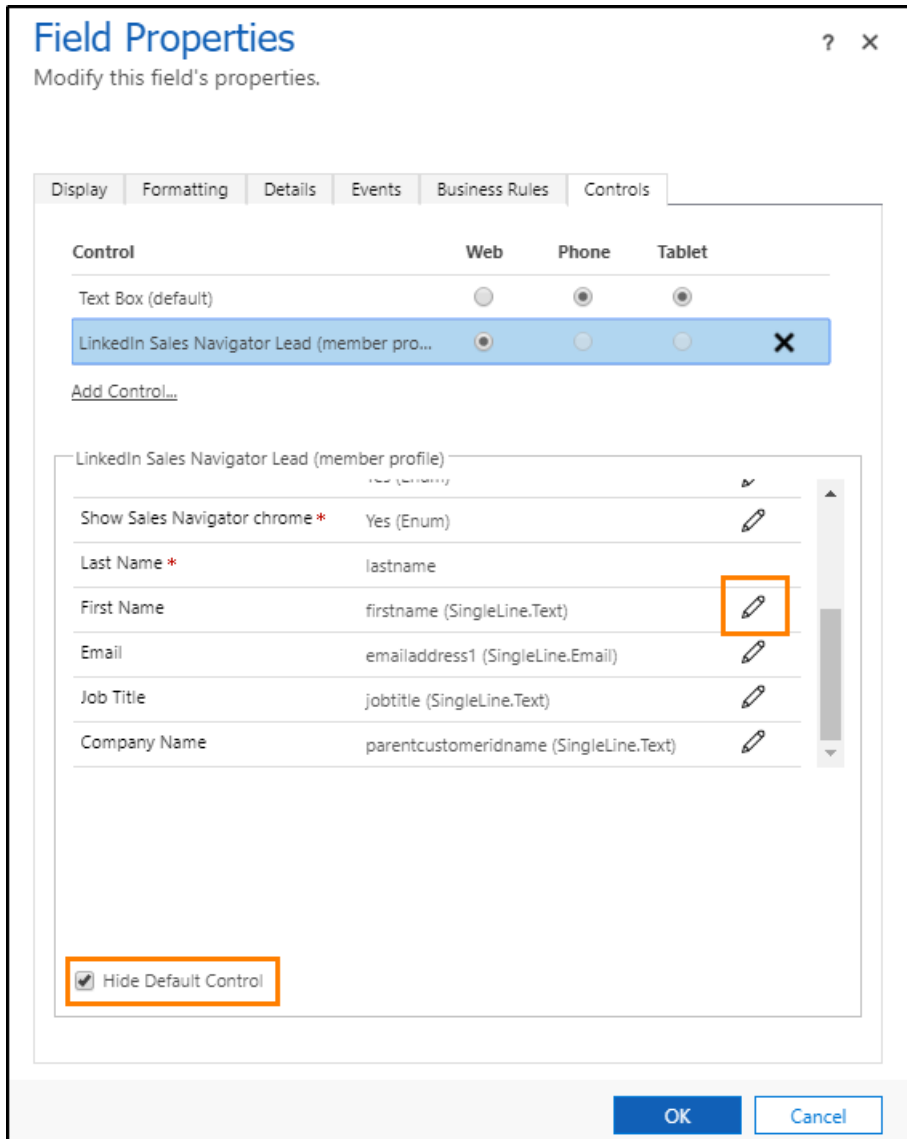 Field Properties
? ×
Modify this field's properties.
Display Formatting Details Events Business Rules Controls
Control Web Phone Tablet
Text Box (default)
LinkedIn Sales Navigator Lead (member pro...
Add Control...
LinkedIn Sales Navigator Lead (member profile)
Yes (Enum)
Show Sales Navigator chrome * Yes (Enum)
Last Name * lastname
First Name firstname (SingleLine.Text)
Email emailaddress1 (SingleLine.Email)
Job Title jobtitle (SingleLine.Text)
Company Name parentcustomeridname (SingleLine.Text)
Hide Default Control
OK Cancel